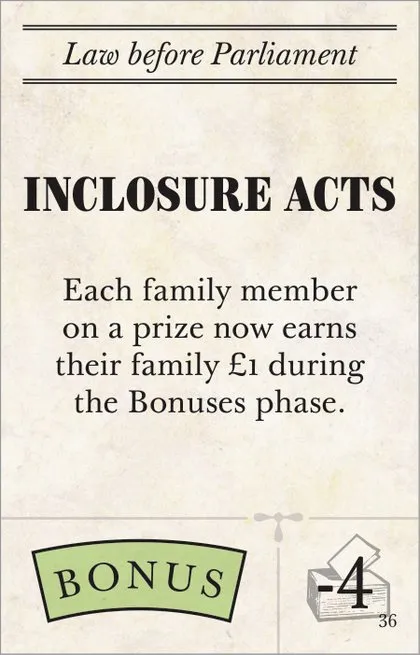 Law before Parliament
INCLOSURE ACTS
Each family member
on a prize now earns
their family £1 during
the Bonuses phase.
BONUS
-4
36